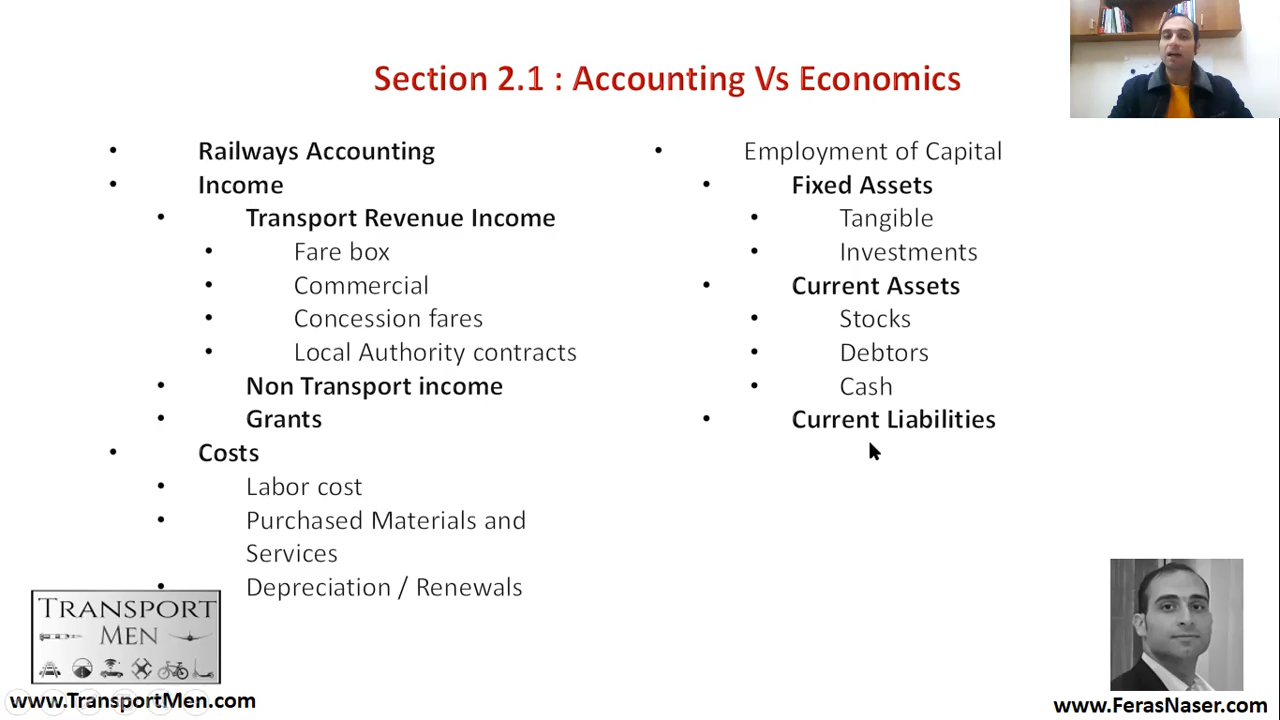 Section 2.1 : Accounting Vs Economics
• Railways Accounting
• Income
• Transport Revenue Income
• Fare box
• Commercial
• Concession fares
• Local Authority contracts
• Non Transport income
• Grants
• Costs
• Labor cost
• Purchased Materials and
Services
• Depreciation / Renewals
• Employment of Capital
• Fixed Assets
• Tangible
• Investments
• Current Assets
• Stocks
• Debtors
• Cash
• Current Liabilities
TRANSPORT
MEN
www.TransportMen.com
www.FerasNaser.com